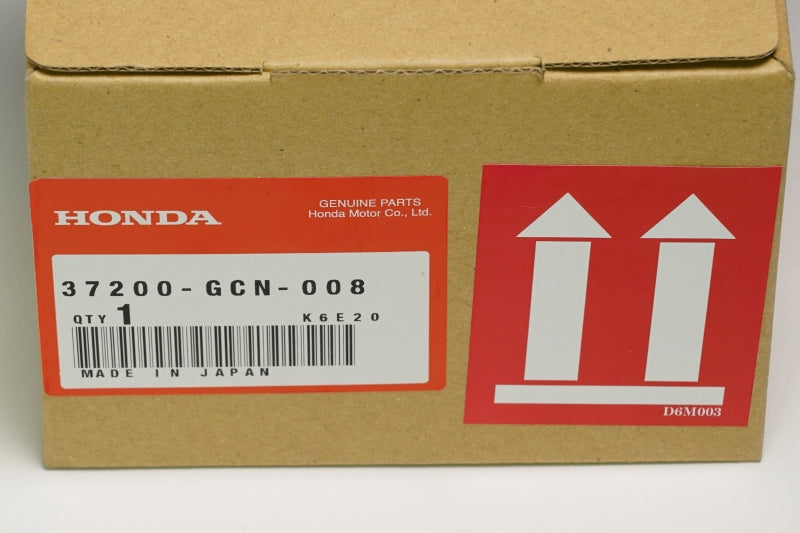 HONDA
GENUINE PARTS
Honda Motor Co., Ltd.
37200-GCN-008
QTY 1 K6E20
MADE IN JAPAN
D6M003